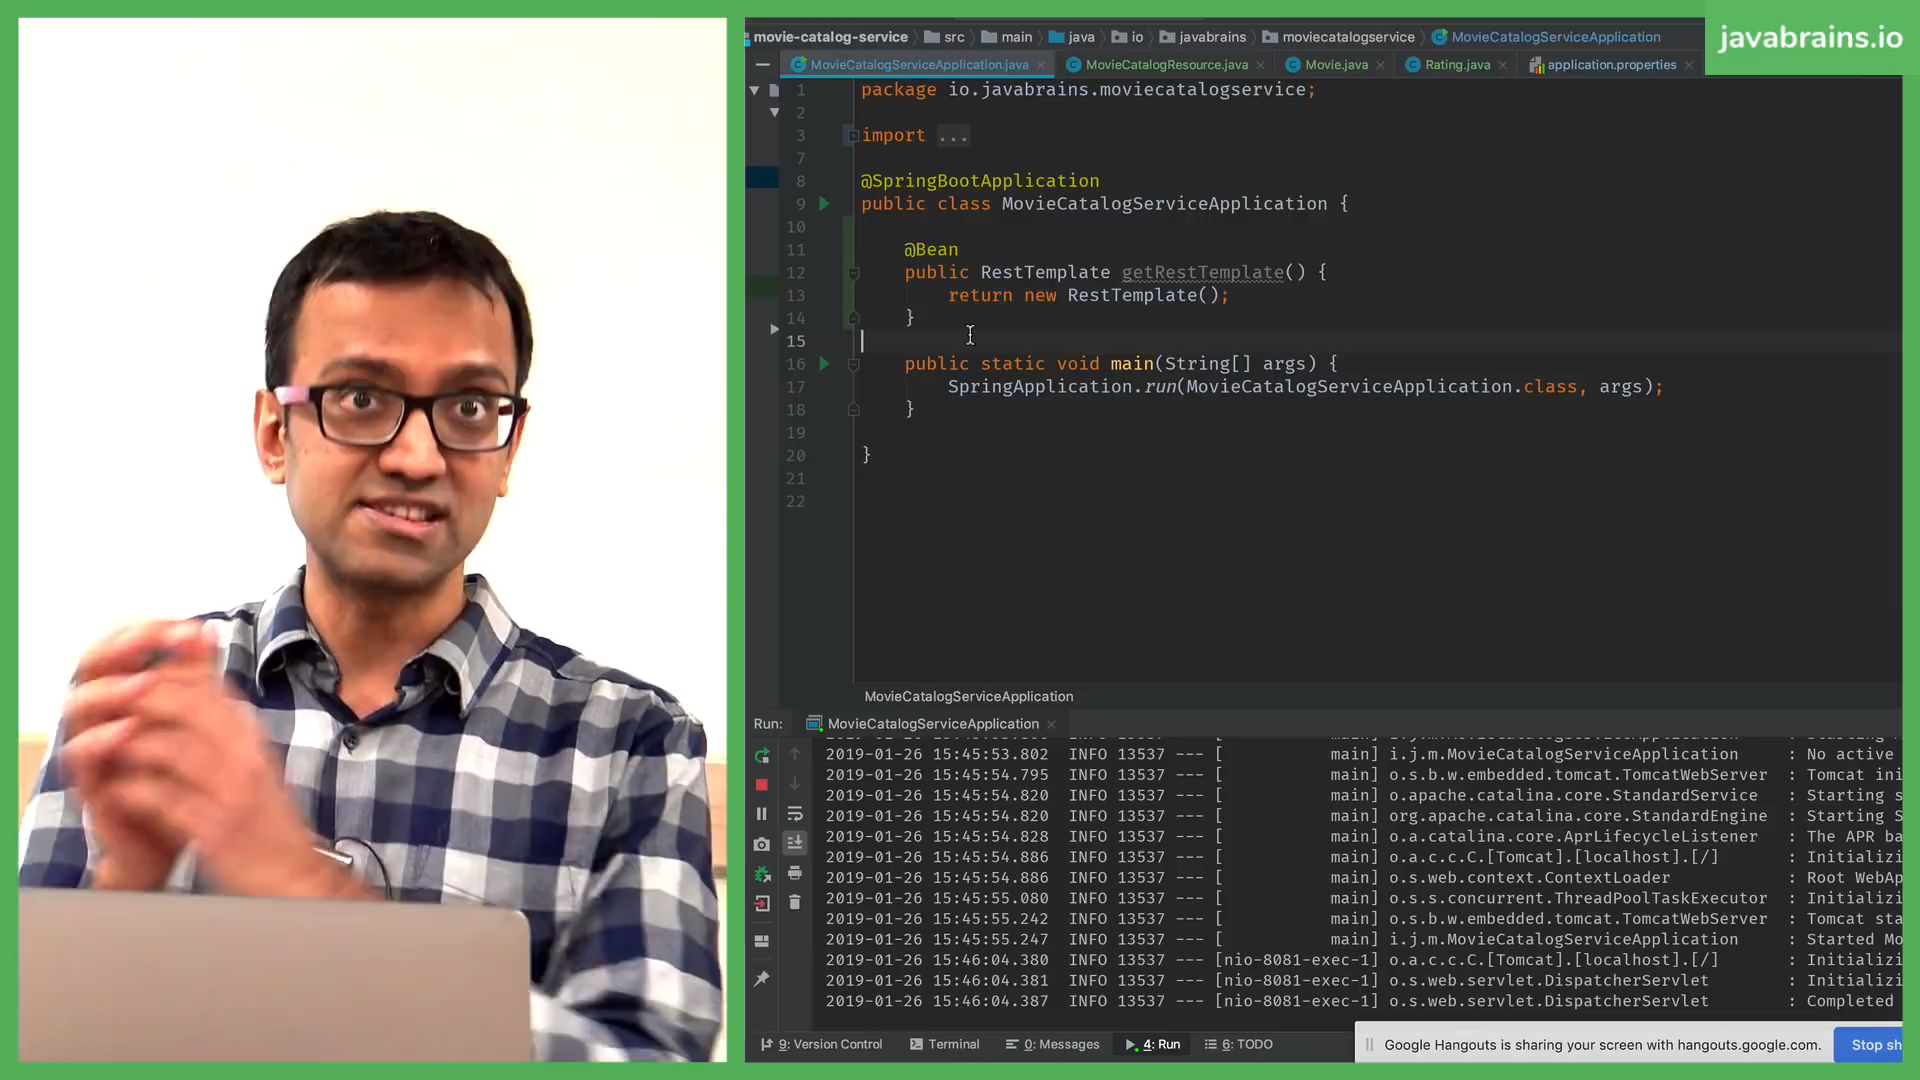 movie-catalog-service src main java io javabrains moviecatalogservice MovieCatalogServiceApplication
javabrains.io
MovieCatalogServiceApplication.java MovieCatalogResource.java Movie.java Rating.java application.properties
1 package io.javabrains.moviecatalogservice;
2
3 import ...
7
8 @SpringBootApplication
9 public class MovieCatalogServiceApplication {
10
11 @Bean
12 public RestTemplate getRestTemplate() {
13 return new RestTemplate();
14 }
15
16 public static void main(String[] args) {
17 SpringApplication.run(MovieCatalogServiceApplication.class, args);
18 }
19
20 }
21
22
MovieCatalogServiceApplication
Run: MovieCatalogServiceApplication
2019-01-26 15:45:53.802 INFO 13537 --- [ main] i.j.m.MovieCatalogServiceApplication : No active
2019-01-26 15:45:54.795 INFO 13537 --- [ main] o.s.b.w.embedded.tomcat.TomcatWebServer : Tomcat ini
2019-01-26 15:45:54.820 INFO 13537 --- [ main] o.apache.catalina.core.StandardService : Starting s
2019-01-26 15:45:54.820 INFO 13537 --- [ main] org.apache.catalina.core.StandardEngine : Starting S
2019-01-26 15:45:54.828 INFO 13537 --- [ main] o.a.catalina.core.AprLifecycleListener : The APR ba
2019-01-26 15:45:54.886 INFO 13537 --- [ main] o.a.c.c.C.[Tomcat].[localhost].[/] : Initializi
2019-01-26 15:45:54.886 INFO 13537 --- [ main] o.s.web.context.ContextLoader : Root WebAp
2019-01-26 15:45:55.080 INFO 13537 --- [ main] o.s.s.concurrent.ThreadPoolTaskExecutor : Initializi
2019-01-26 15:45:55.242 INFO 13537 --- [ main] o.s.b.w.embedded.tomcat.TomcatWebServer : Tomcat sta
2019-01-26 15:45:55.247 INFO 13537 --- [ main] i.j.m.MovieCatalogServiceApplication : Started Mo
2019-01-26 15:46:04.380 INFO 13537 --- [nio-8081-exec-1] o.a.c.c.C.[Tomcat].[localhost].[/] : Initializi
2019-01-26 15:46:04.381 INFO 13537 --- [nio-8081-exec-1] o.s.web.servlet.DispatcherServlet : Initializi
2019-01-26 15:46:04.387 INFO 13537 --- [nio-8081-exec-1] o.s.web.servlet.DispatcherServlet : Completed
9: Version Control Terminal 0: Messages 4: Run 6: TODO
Google Hangouts is sharing your screen with hangouts.google.com. Stop sh